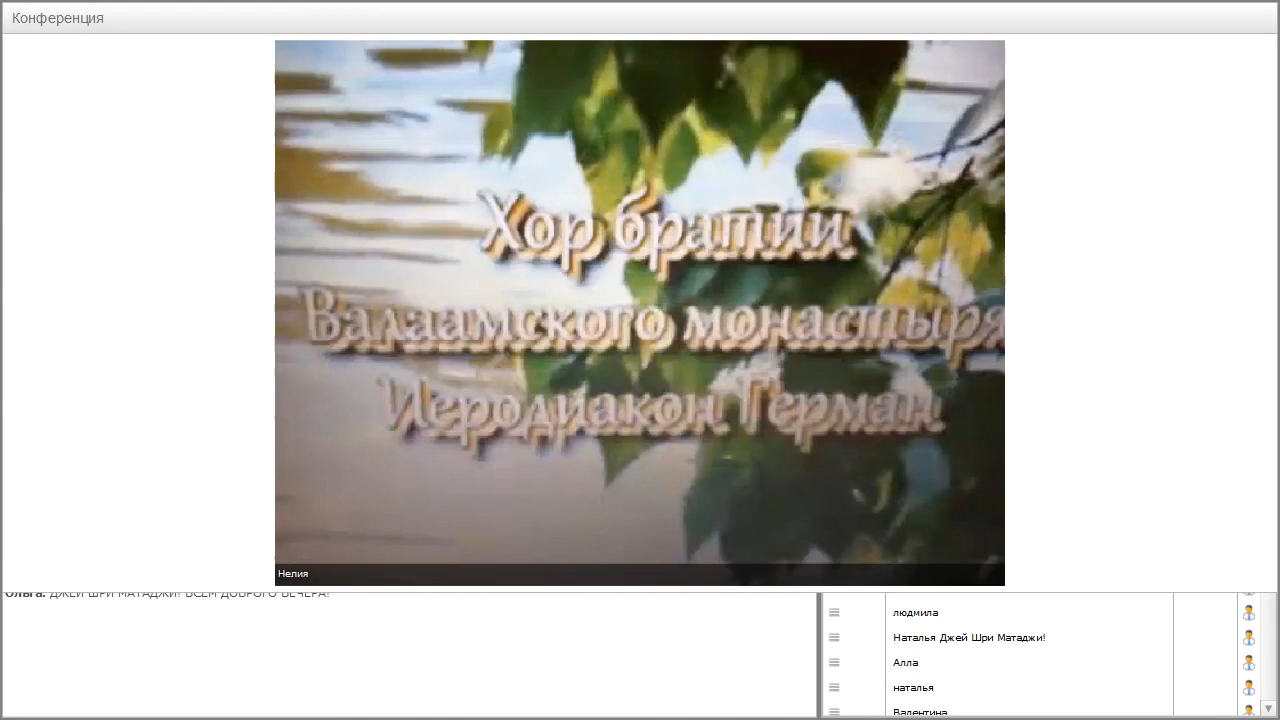 Конференция
Хор братии
Валаамского монастыря
Иеродиакон Герман
Нелия
Ольга: ДЖЕЙ ШРИ МАТАДЖИ! ВСЕМ ДОБРОГО ВЕЧЕРА!
людмила
Наталья Джей Шри Матаджи!
Алла
наталья
Валентина